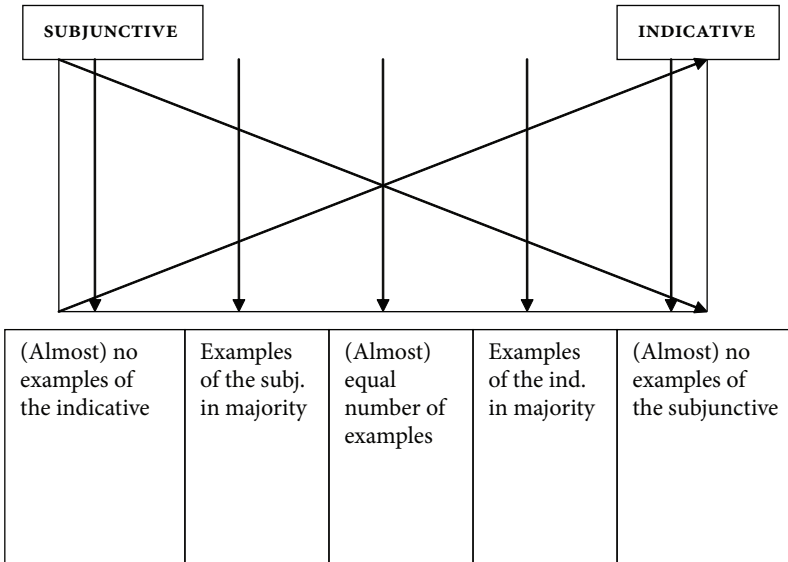 SUBJUNCTIVE
INDICATIVE
(Almost) no
examples of
the indicative
Examples
of the subj.
in majority
(Almost)
equal
number of
examples
Examples
of the ind.
in majority
(Almost) no
examples of
the subjunctive